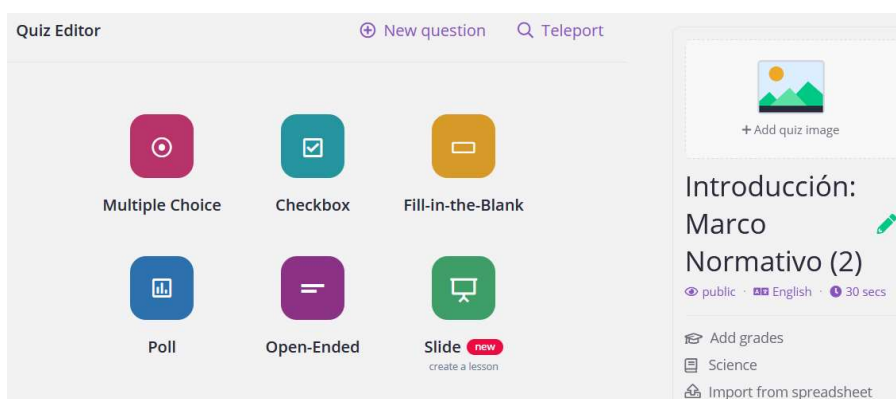 Quiz Editor
New question
Teleport
Multiple Choice
Checkbox
Fill-in-the-Blank
Poll
Open-Ended
Slide new
create a lesson
+ Add quiz image
Introducción:
Marco
Normativo (2)
public · English · 30 secs
Add grades
Science
Import from spreadsheet